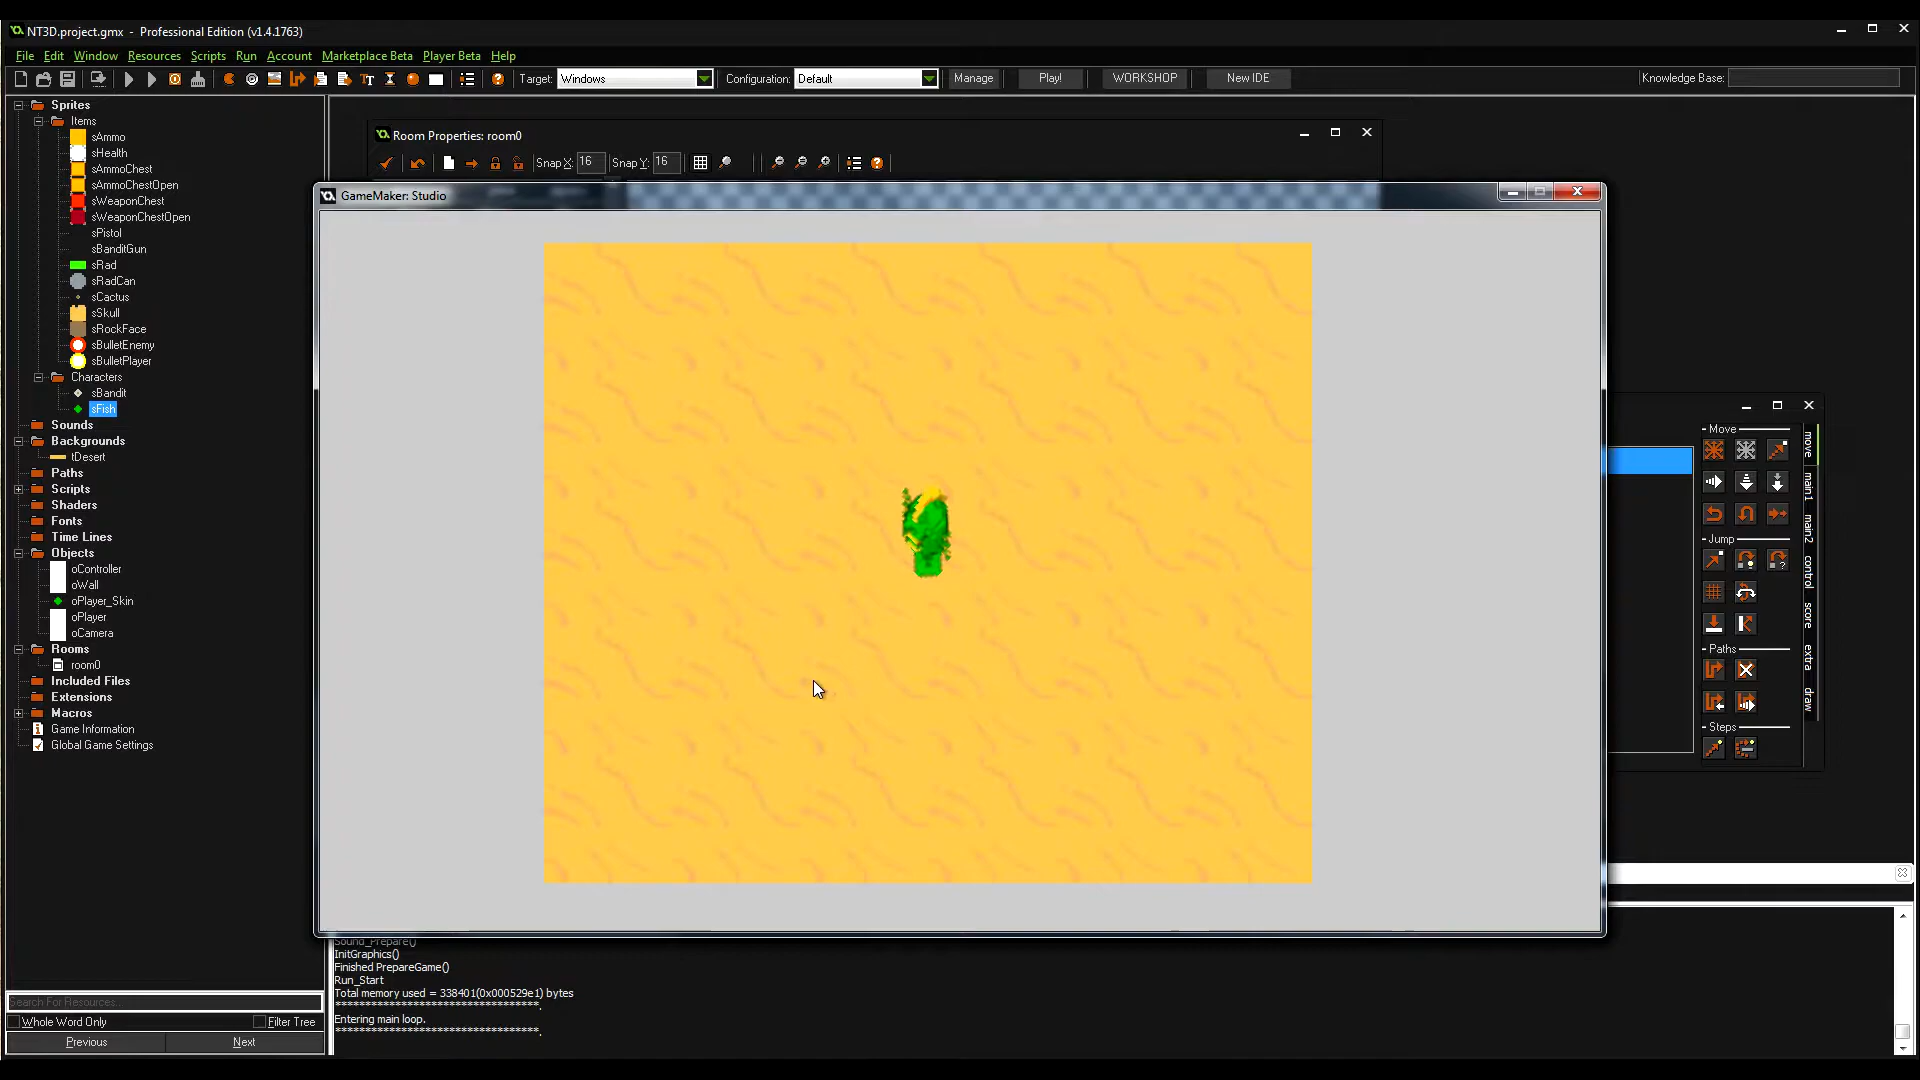 NT3D.project.gmx - Professional Edition (v1.4.1763)
File Edit Window Resources Scripts Run Account Marketplace Beta Player Beta Help
Target: Windows Configuration: Default Manage Play! WORKSHOP New IDE Knowledge Base:
Sprites
Items
sAmmo
sHealth
sAmmoChest
sAmmoChestOpen
sWeaponChest
sWeaponChestOpen
sPistol
sBanditGun
sRad
sRadCan
sCactus
sSkull
sRockFace
sBulletEnemy
sBulletPlayer
Characters
sBandit
sFish
Sounds
Backgrounds
tDesert
Paths
Scripts
Shaders
Fonts
Time Lines
Objects
oController
oWall
oPlayer_Skin
oPlayer
oCamera
Rooms
room0
Included Files
Extensions
Macros
Game Information
Global Game Settings
Search For Resources..
Whole Word Only Filter Tree
Previous Next
Room Properties: room0
Snap X: 16 Snap Y: 16
GameMaker: Studio
Move
Jump
Paths
Steps
move
main1
main2
control
score
extra
draw
Sound_Prepare()
InitGraphics()
Finished PrepareGame()
Run_Start
Total memory used = 338401(0x000529e1) bytes
**********************************.
Entering main loop.
**********************************.